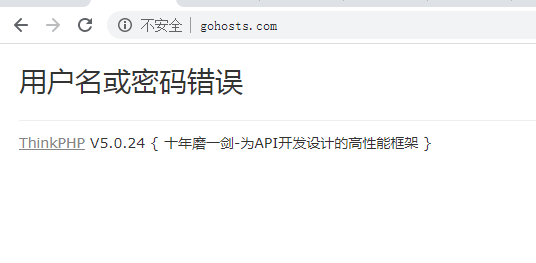 不安全 | gohosts.com
用户名或密码错误
ThinkPHP V5.0.24 { 十年磨一剑-为API开发设计的高性能框架 }